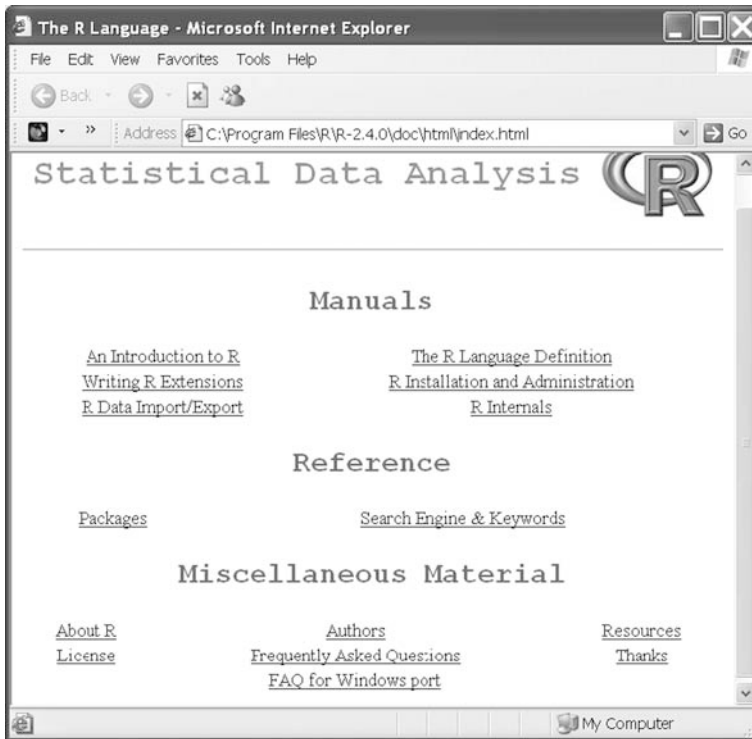 The R Language - Microsoft Internet Explorer
File Edit View Favorites Tools Help
Back
» Address C:\Program Files\R\R-2.4.0\doc\html\index.html Go
Statistical Data Analysis R
Manuals
An Introduction to R The R Language Definition
Writing R Extensions R Installation and Administration
R Data Import/Export R Internals
Reference
Packages Search Engine & Keywords
Miscellaneous Material
About R Authors Resources
License Frequently Asked Questions Thanks
FAQ for Windows port
My Computer